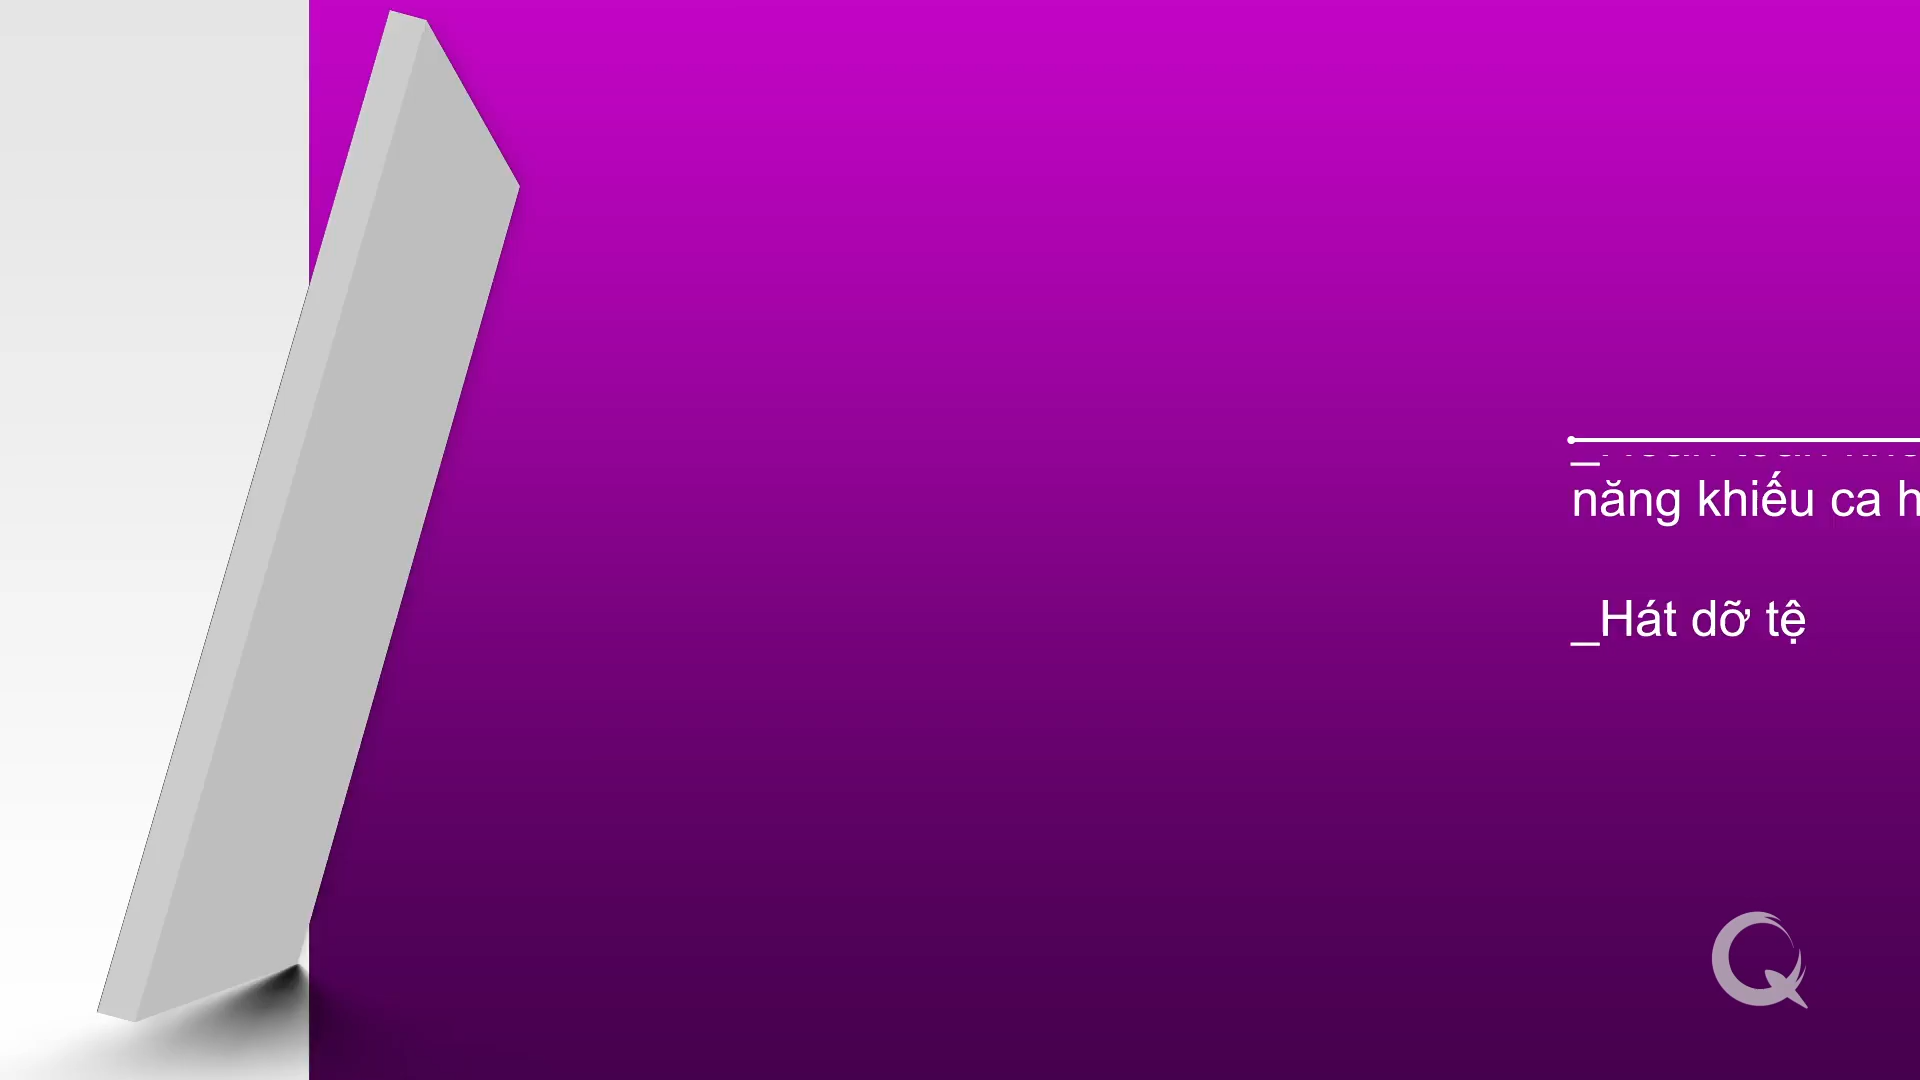 năng khiếu ca h
_Hát dỡ tệ